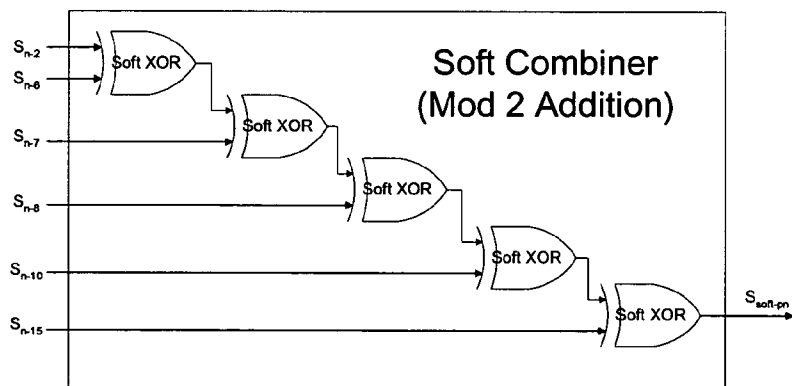 Soft Combiner
(Mod 2 Addition)
Sn-2
Soft XOR
Sn-6
Soft XOR
Sn-7
Soft XOR
Sn-8
Soft XOR
Sn-10
Soft XOR
Sn-15
Ssoft-pn